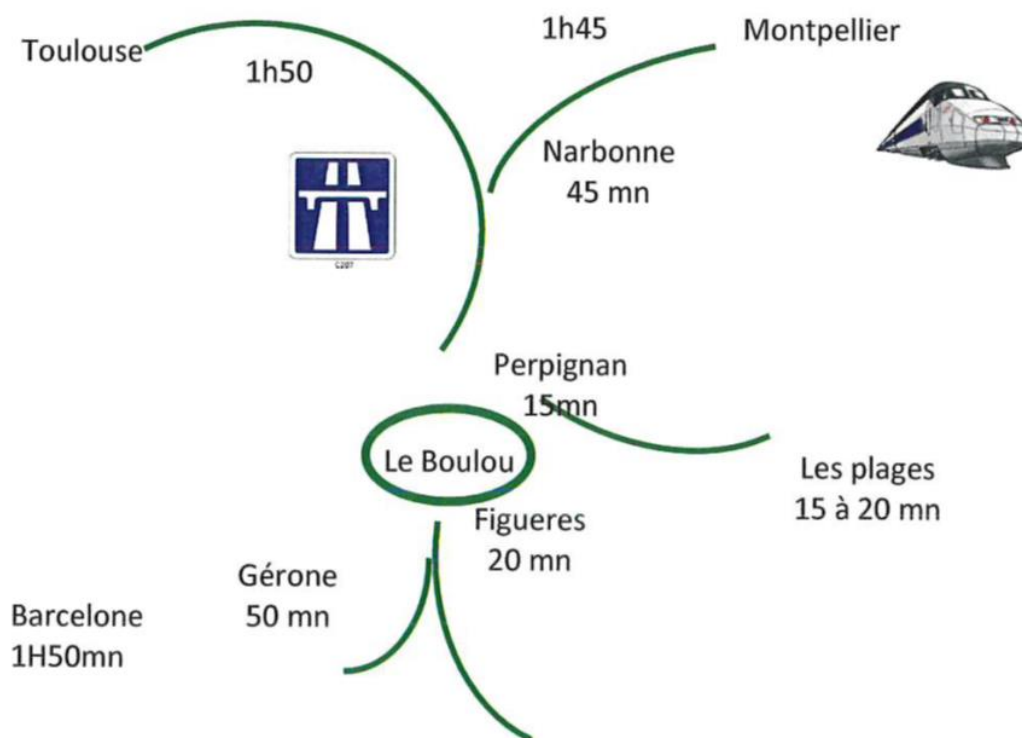 1h45
Montpellier
Toulouse
1h50
Narbonne
45 mn
C207
Perpignan
15mn
Le Boulou
Les plages
15 à 20 mn
Figueres
20 mn
Gérone
50 mn
Barcelone
1H50mn